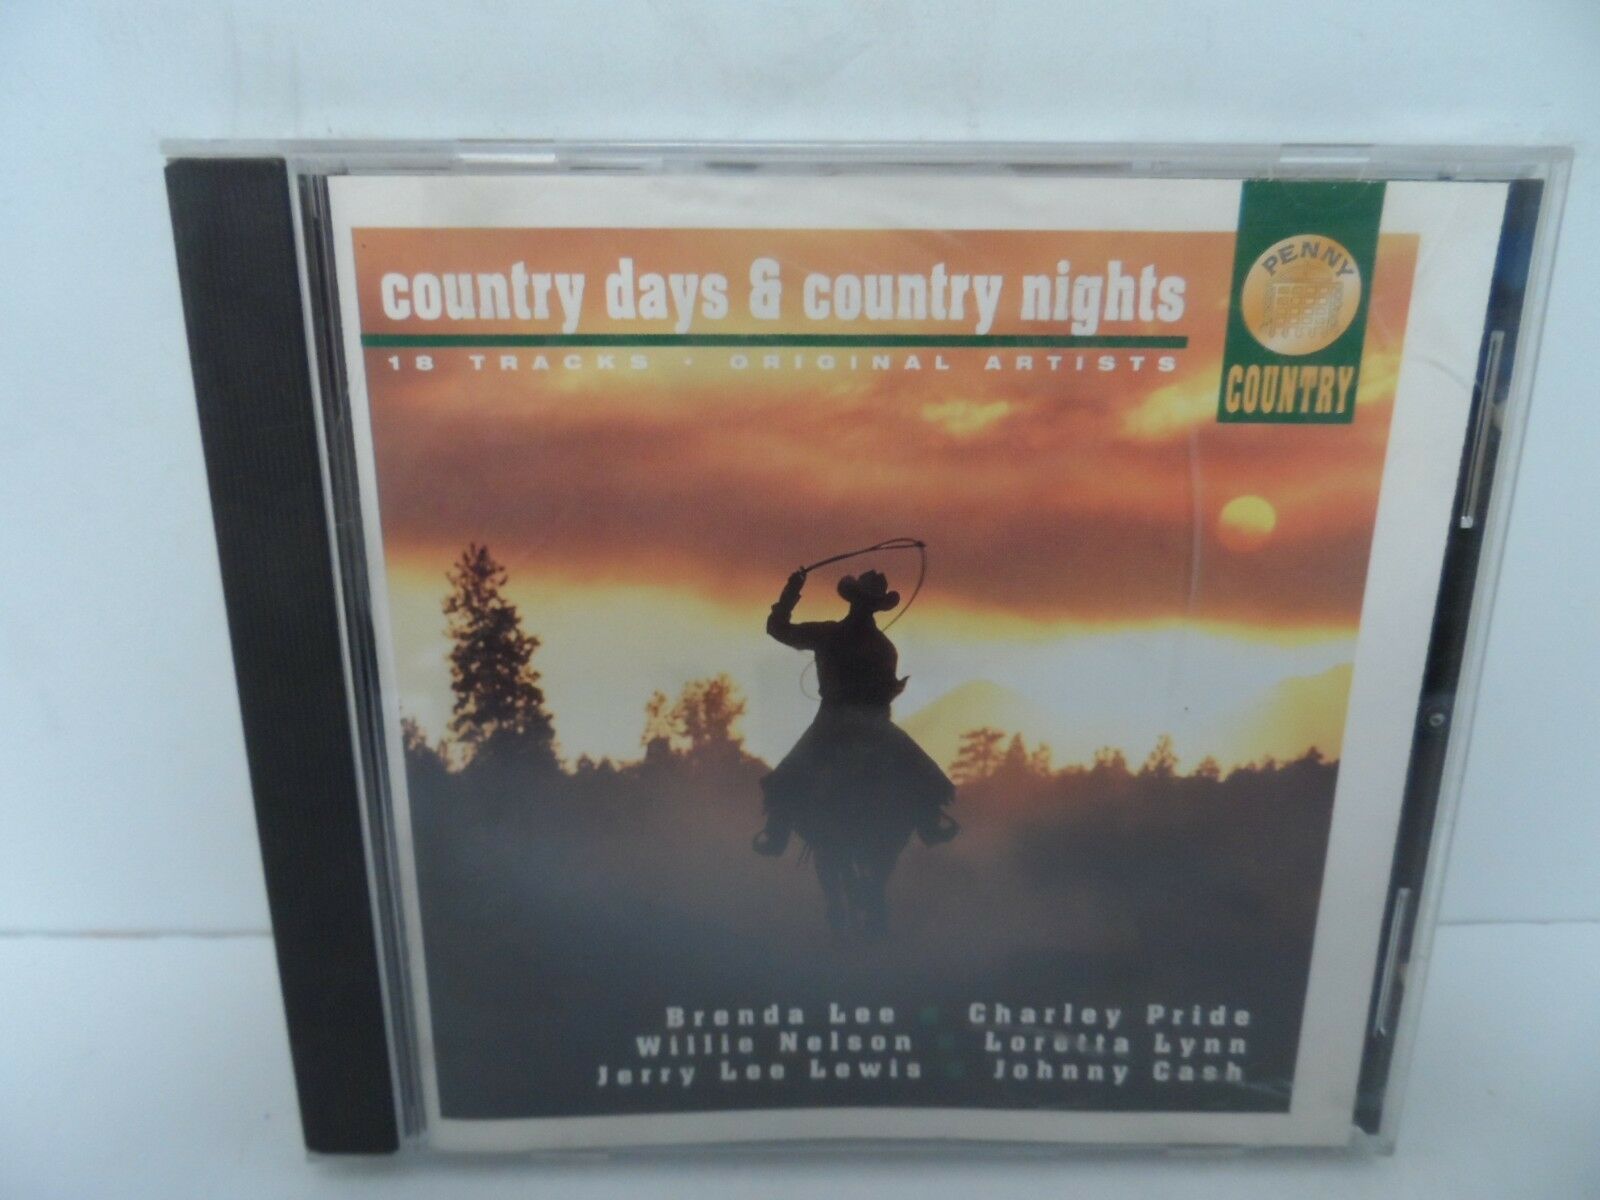 country days & country nights
18 TRACKS · ORIGINAL ARTISTS
PENNY
COUNTRY
Brenda Lee Charley Pride
Willie Nelson Loretta Lynn
Jerry Lee Lewis Johnny Cash